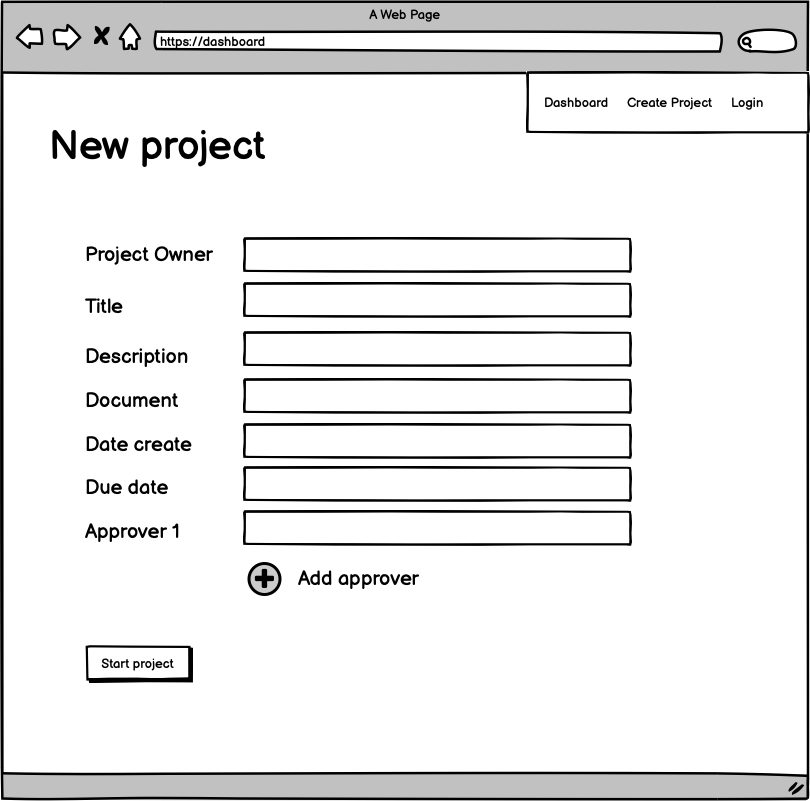 A Web Page
https://dashboard
Dashboard Create Project Login
New project
Project Owner
Title
Description
Document
Date create
Due date
Approver 1
Add approver
Start project